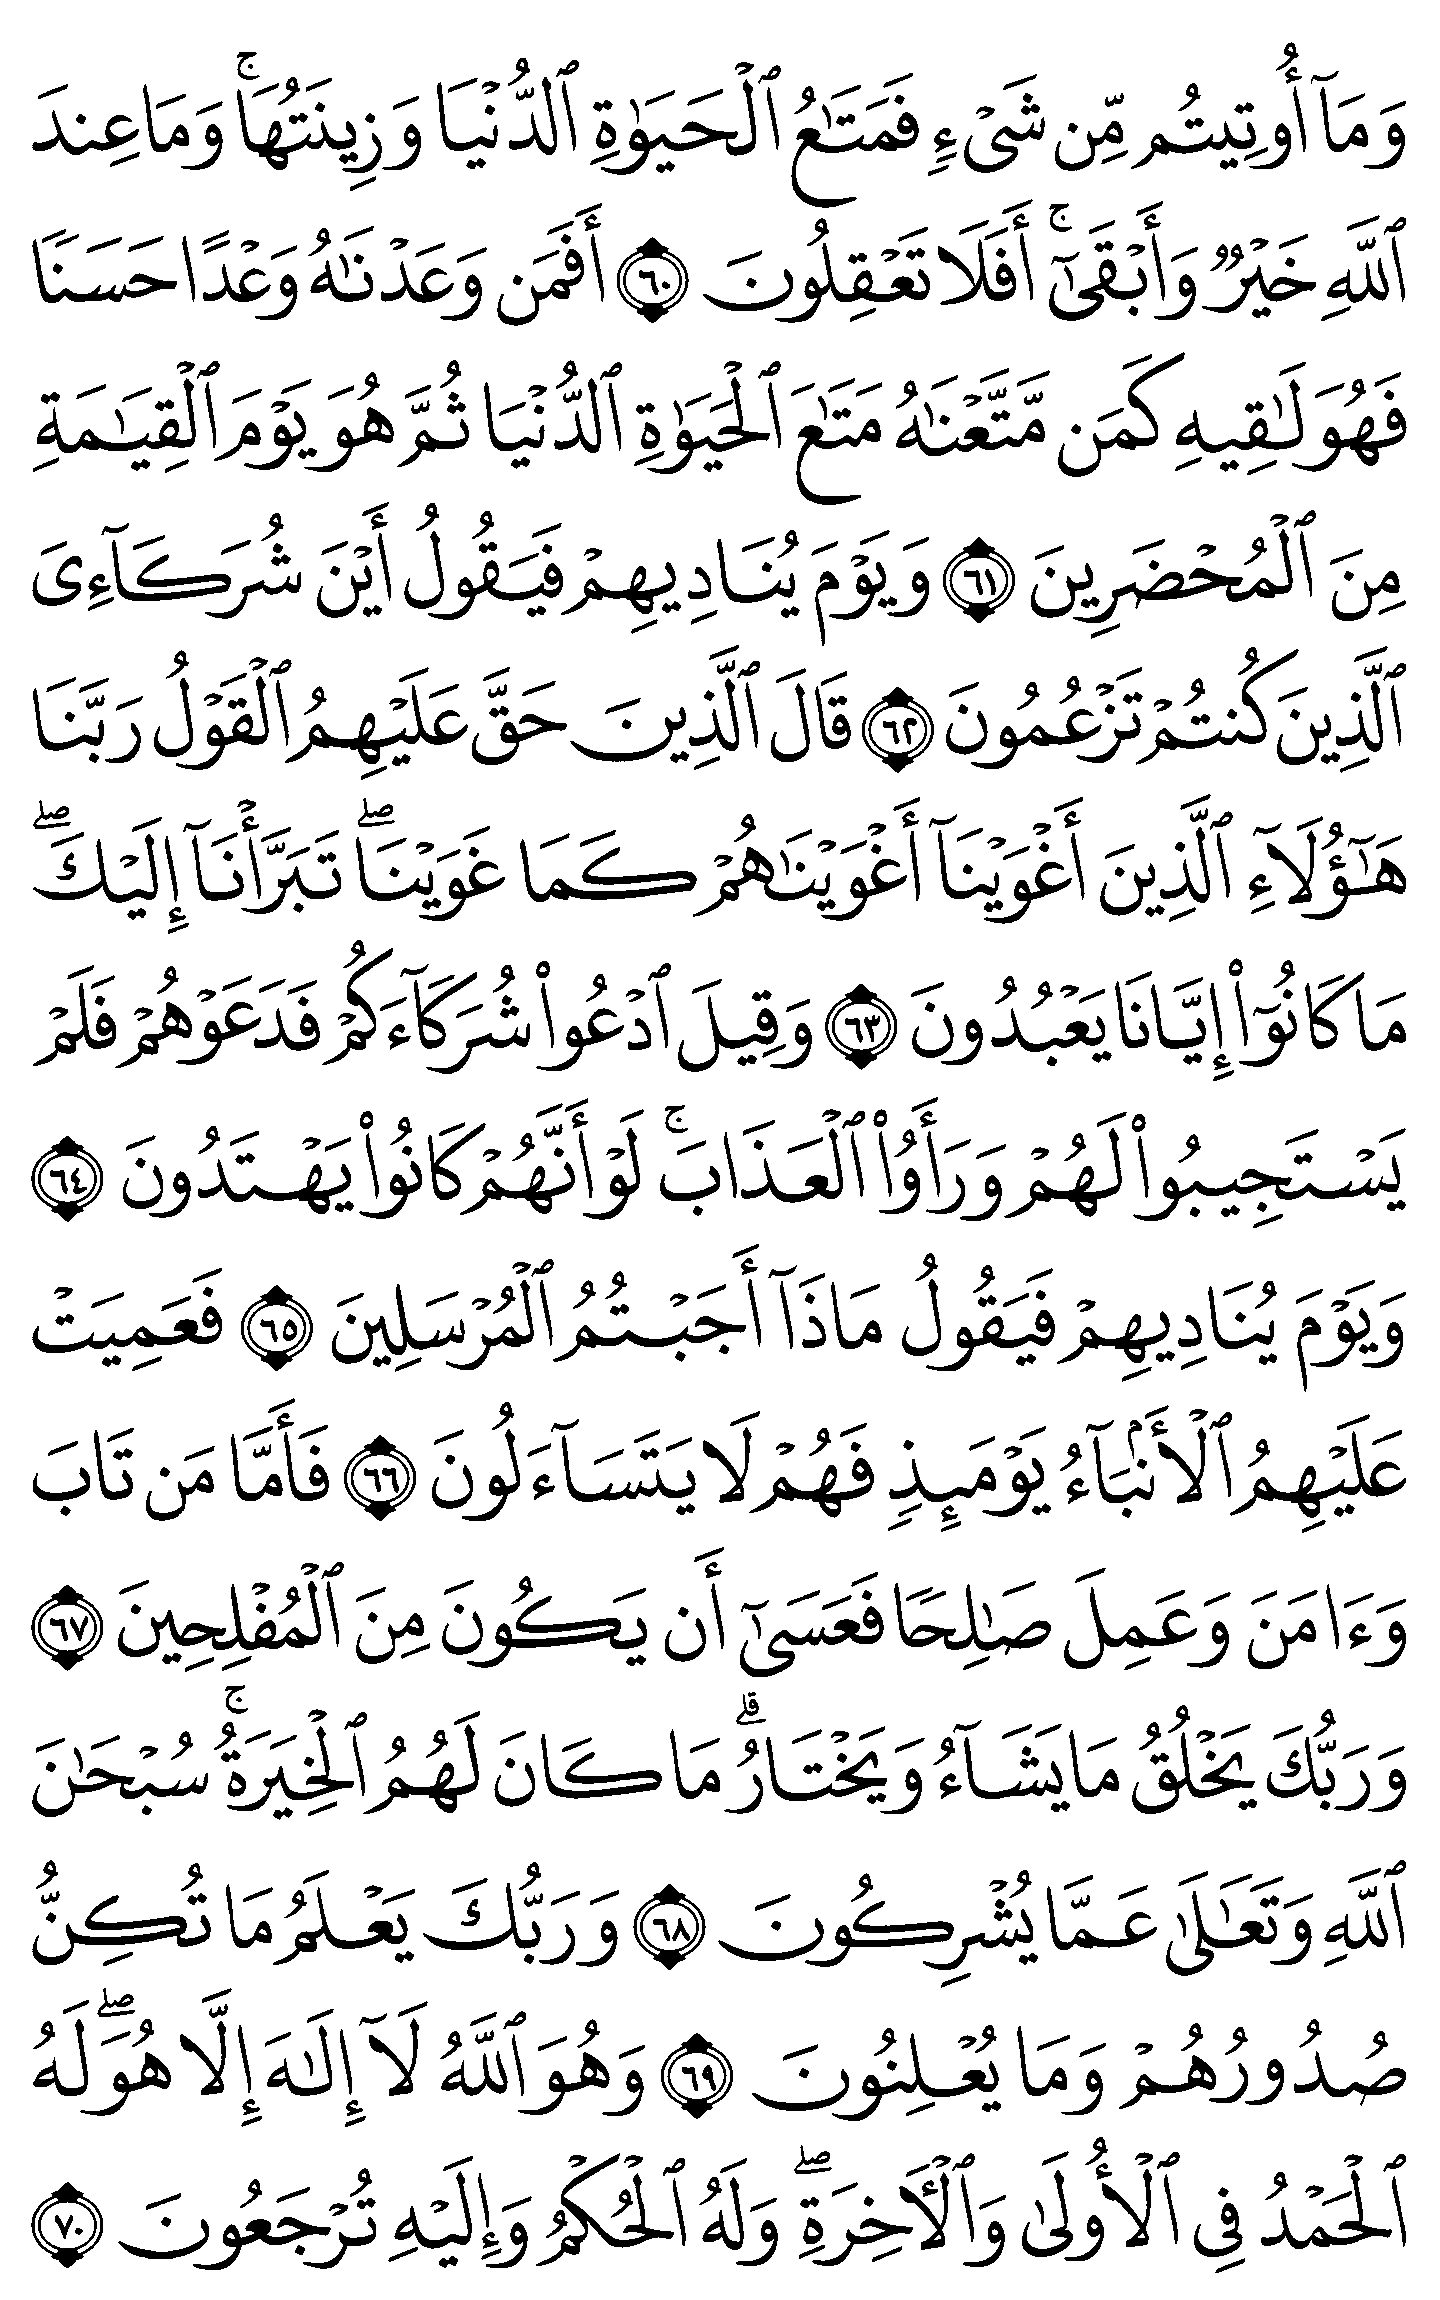 وَمَآ أُوتِيتُم مِّن شَىْءٍ فَمَتَـٰعُ ٱلْحَيَوٰةِ ٱلدُّنْيَا وَزِينَتُهَا ۚ وَمَا عِندَ
ٱللَّهِ خَيْرٌ وَأَبْقَىٰٓ ۚ أَفَلَا تَعْقِلُونَ ٦٠ أَفَمَن وَعَدْنَـٰهُ وَعْدًا حَسَنًا
فَهُوَ لَـٰقِيهِ كَمَن مَّتَّعْنَـٰهُ مَتَـٰعَ ٱلْحَيَوٰةِ ٱلدُّنْيَا ثُمَّ هُوَ يَوْمَ ٱلْقِيَـٰمَةِ
مِنَ ٱلْمُحْضَرِينَ ٦١ وَيَوْمَ يُنَادِيهِمْ فَيَقُولُ أَيْنَ شُرَكَآءِىَ
ٱلَّذِينَ كُنتُمْ تَزْعُمُونَ ٦٢ قَالَ ٱلَّذِينَ حَقَّ عَلَيْهِمُ ٱلْقَوْلُ رَبَّنَا
هَـٰٓؤُلَآءِ ٱلَّذِينَ أَغْوَيْنَآ أَغْوَيْنَـٰهُمْ كَمَا غَوَيْنَا ۖ تَبَرَّأْنَآ إِلَيْكَ ۖ
مَا كَانُوٓا۟ إِيَّانَا يَعْبُدُونَ ٦٣ وَقِيلَ ٱدْعُوا۟ شُرَكَآءَكُمْ فَدَعَوْهُمْ فَلَمْ
يَسْتَجِيبُوا۟ لَهُمْ وَرَأَوُا۟ ٱلْعَذَابَ ۚ لَوْ أَنَّهُمْ كَانُوا۟ يَهْتَدُونَ ٦٤
وَيَوْمَ يُنَادِيهِمْ فَيَقُولُ مَاذَآ أَجَبْتُمُ ٱلْمُرْسَلِينَ ٦٥ فَعَمِيَتْ
عَلَيْهِمُ ٱلْأَنۢبَآءُ يَوْمَئِذٍ فَهُمْ لَا يَتَسَآءَلُونَ ٦٦ فَأَمَّا مَن تَابَ
وَءَامَنَ وَعَمِلَ صَـٰلِحًا فَعَسَىٰٓ أَن يَكُونَ مِنَ ٱلْمُفْلِحِينَ ٦٧
وَرَبُّكَ يَخْلُقُ مَا يَشَآءُ وَيَخْتَارُ ۗ مَا كَانَ لَهُمُ ٱلْخِيَرَةُ ۚ سُبْحَـٰنَ
ٱللَّهِ وَتَعَـٰلَىٰ عَمَّا يُشْرِكُونَ ٦٨ وَرَبُّكَ يَعْلَمُ مَا تُكِنُّ
صُدُورُهُمْ وَمَا يُعْلِنُونَ ٦٩ وَهُوَ ٱللَّهُ لَآ إِلَـٰهَ إِلَّا هُوَ ۖ لَهُ
ٱلْحَمْدُ فِى ٱلْأُولَىٰ وَٱلْـَٔاخِرَةِ ۖ وَلَهُ ٱلْحُكْمُ وَإِلَيْهِ تُرْجَعُونَ ٧٠